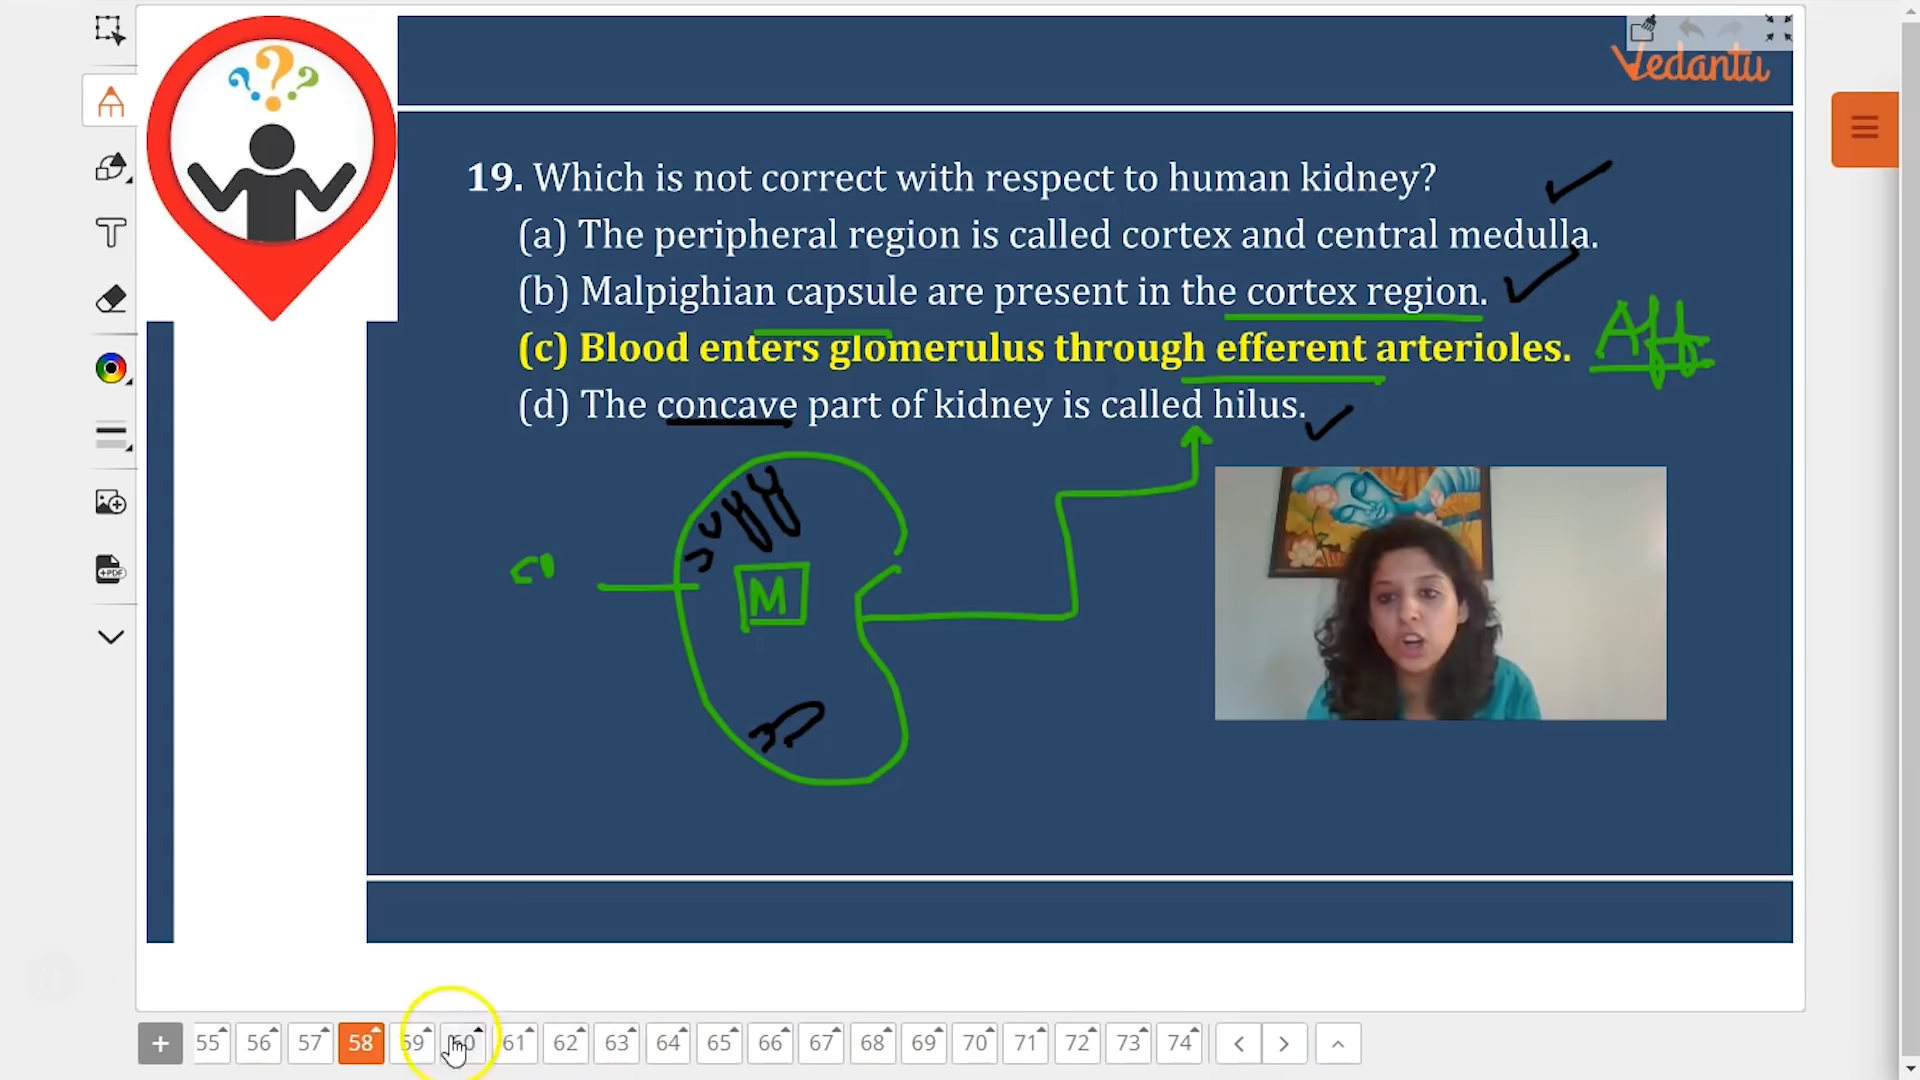 Vedantu
19. Which is not correct with respect to human kidney?
(a) The peripheral region is called cortex and central medulla.
(b) Malpighian capsule are present in the cortex region.
(c) Blood enters glomerulus through efferent arterioles.
Aff
(d) The concave part of kidney is called hilus.
M
+PDF
+ 55 56 57 58 59 60 61 62 63 64 65 66 67 68 69 70 71 72 73 74